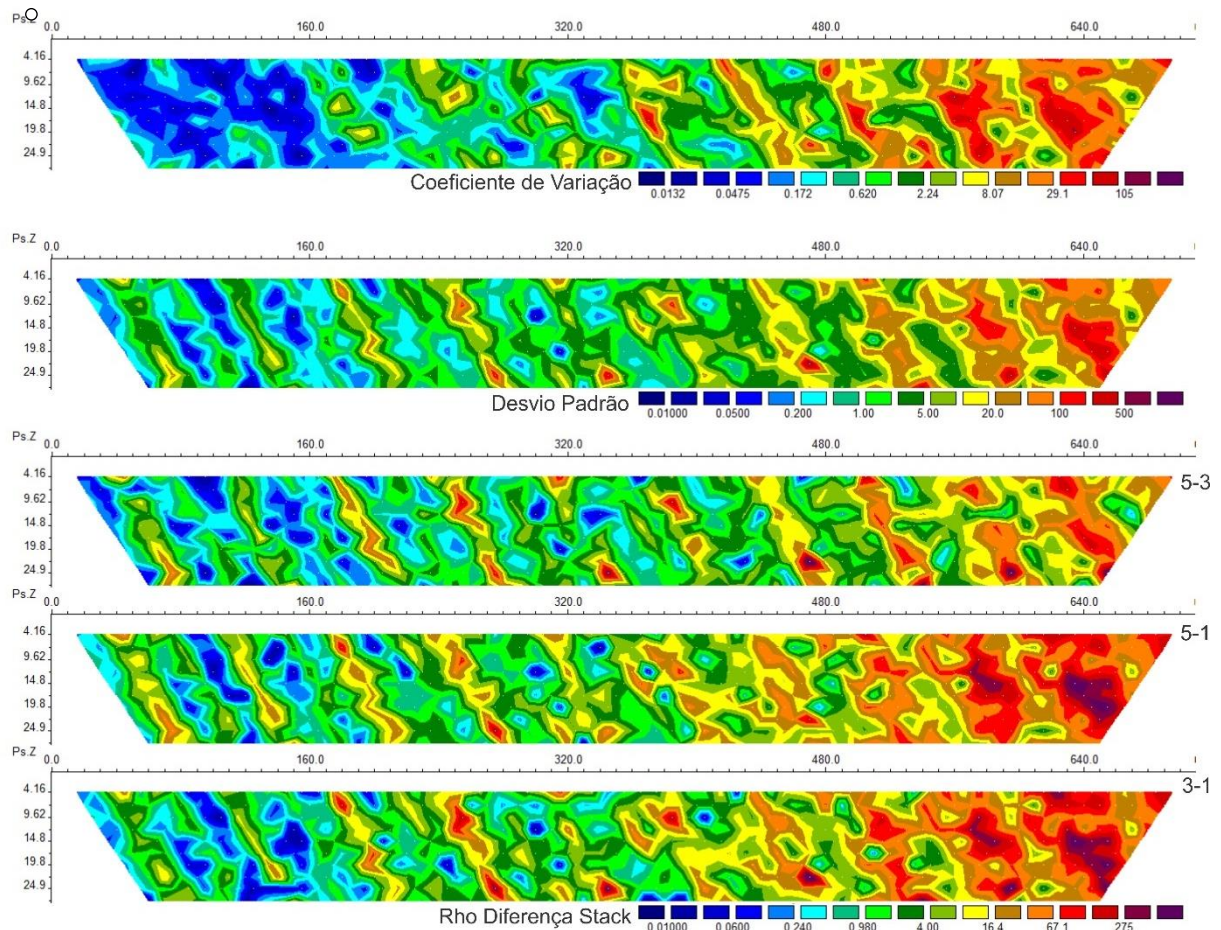 Ps.Z 0.0 160.0 320.0 480.0 640.0
4.16
9.62
14.8
19.8
24.9
Coeficiente de Variação
0.0132 0.0475 0.172 0.620 2.24 8.07 29.1 105
Ps.Z 0.0 160.0 320.0 480.0 640.0
4.16
9.62
14.8
19.8
24.9
Desvio Padrão
0.01000 0.0500 0.200 1.00 5.00 20.0 100 500
Ps.Z 0.0 160.0 320.0 480.0 640.0
4.16 5-3
9.62
14.8
19.8
24.9
Ps.Z 0.0 160.0 320.0 480.0 640.0
4.16 5-1
9.62
14.8
19.8
24.9
Ps.Z 0.0 160.0 320.0 480.0 640.0
4.16 3-1
9.62
14.8
19.8
24.9
Rho Diferença Stack
0.01000 0.0600 0.240 0.980 4.00 16.4 67.1 275